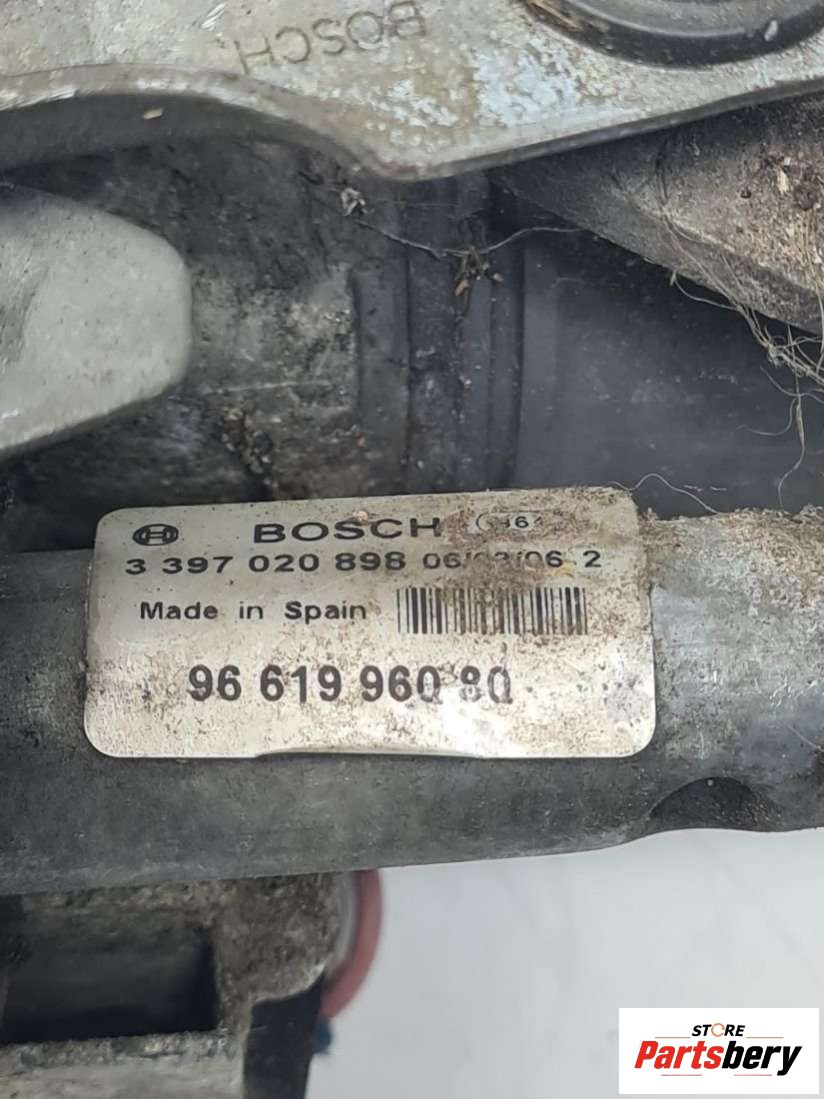 BOSCH
BOSCH
3 397 020 898
Made in Spain
96 619 960 80
STORE
Partsbery